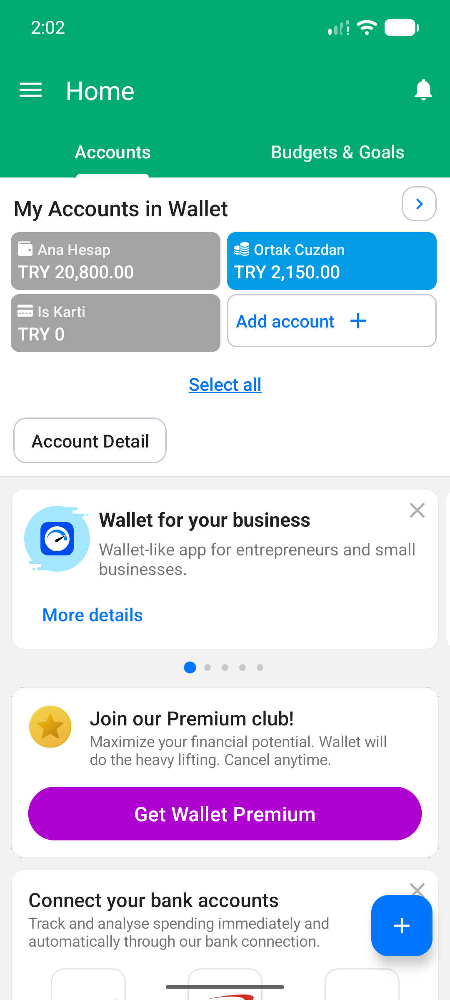 2:02
Home
Accounts
Budgets & Goals
My Accounts in Wallet
Ana Hesap
TRY 20,800.00
Ortak Cuzdan
TRY 2,150.00
Is Karti
TRY 0
Add account
Select all
Account Detail
Wallet for your business
Wallet-like app for entrepreneurs and small
businesses.
More details
Join our Premium club!
Maximize your financial potential. Wallet will
do the heavy lifting. Cancel anytime.
Get Wallet Premium
Connect your bank accounts
Track and analyse spending immediately and
automatically through our bank connection.